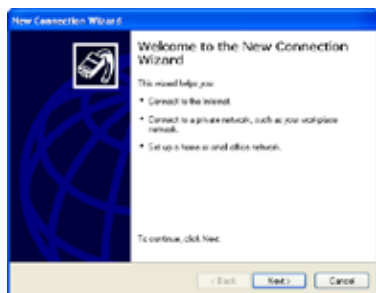 New Connection Wizard
Welcome to the New Connection
Wizard
This wizard helps you:
• Connect to the Internet.
• Connect to a private network, such as your workplace
network.
• Set up a home or small office network.
To continue, click Next.
< Back
Next >
Cancel